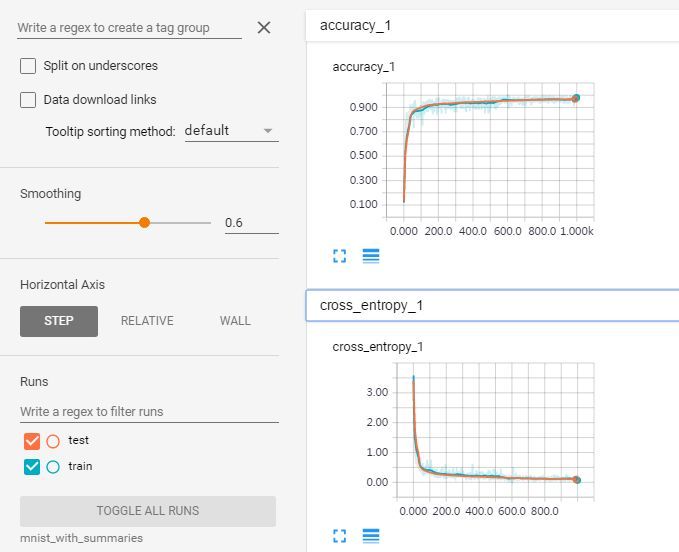 Write a regex to create a tag group
Split on underscores
Data download links
Tooltip sorting method: default
Smoothing
0.6
Horizontal Axis
STEP RELATIVE WALL
Runs
Write a regex to filter runs
test
train
TOGGLE ALL RUNS
mnist_with_summaries
accuracy_1
accuracy_1
0.900
0.700
0.500
0.300
0.100
0.000 200.0 400.0 600.0 800.0 1.000k
cross_entropy_1
cross_entropy_1
3.00
2.00
1.00
0.00
0.000 200.0 400.0 600.0 800.0